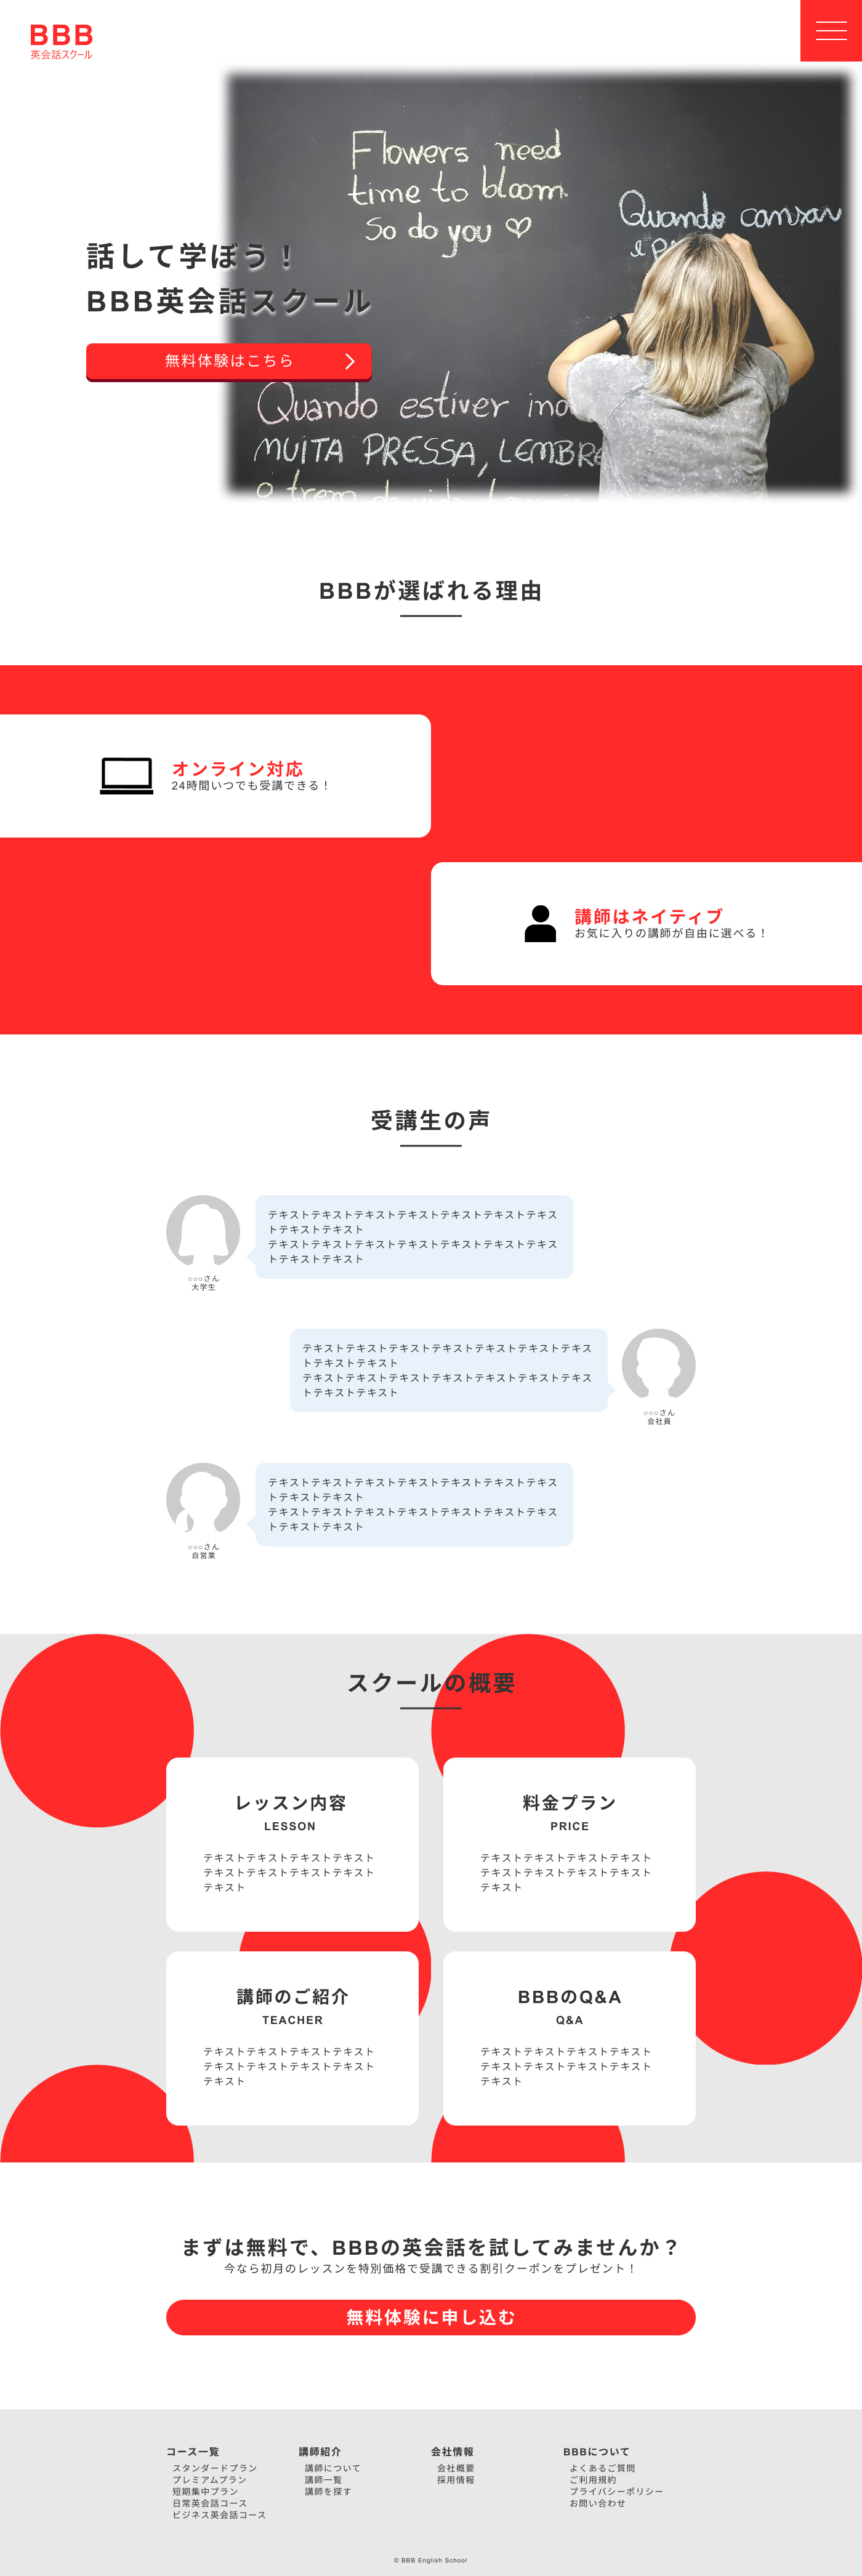 BBB
英会話スクール
Flowers need
time to bloom
So do you ♡
Quando cansar
話して学ぼう！
BBB英会話スクール
無料体験はこちら
Quando estiver
MUITA PRESSA,
BBBが選ばれる理由
オンライン対応
24時間いつでも受講できる！
講師はネイティブ
お気に入りの講師が自由に選べる！
受講生の声
テキストテキストテキストテキストテキストテキストテキス
トテキストテキスト
テキストテキストテキストテキストテキストテキストテキス
トテキストテキスト
○○○さん
大学生
テキストテキストテキストテキストテキストテキストテキス
トテキストテキスト
テキストテキストテキストテキストテキストテキストテキス
トテキストテキスト
○○○さん
会社員
テキストテキストテキストテキストテキストテキストテキス
トテキストテキスト
テキストテキストテキストテキストテキストテキストテキス
トテキストテキスト
○○○さん
自営業
スクールの概要
レッスン内容
LESSON
テキストテキストテキストテキスト
テキストテキストテキストテキスト
テキスト
料金プラン
PRICE
テキストテキストテキストテキスト
テキストテキストテキストテキスト
テキスト
講師のご紹介
TEACHER
テキストテキストテキストテキスト
テキストテキストテキストテキスト
テキスト
BBBのQ&A
Q&A
テキストテキストテキストテキスト
テキストテキストテキストテキスト
テキスト
まずは無料で、BBBの英会話を試してみませんか？
今なら初月のレッスンを特別価格で受講できる割引クーポンをプレゼント！
無料体験に申し込む
コース一覧
スタンダードプラン
プレミアムプラン
短期集中プラン
日常英会話コース
ビジネス英会話コース
講師紹介
講師について
講師一覧
講師を探す
会社情報
会社概要
採用情報
BBBについて
よくあるご質問
ご利用規約
プライバシーポリシー
お問い合わせ
© BBB English School